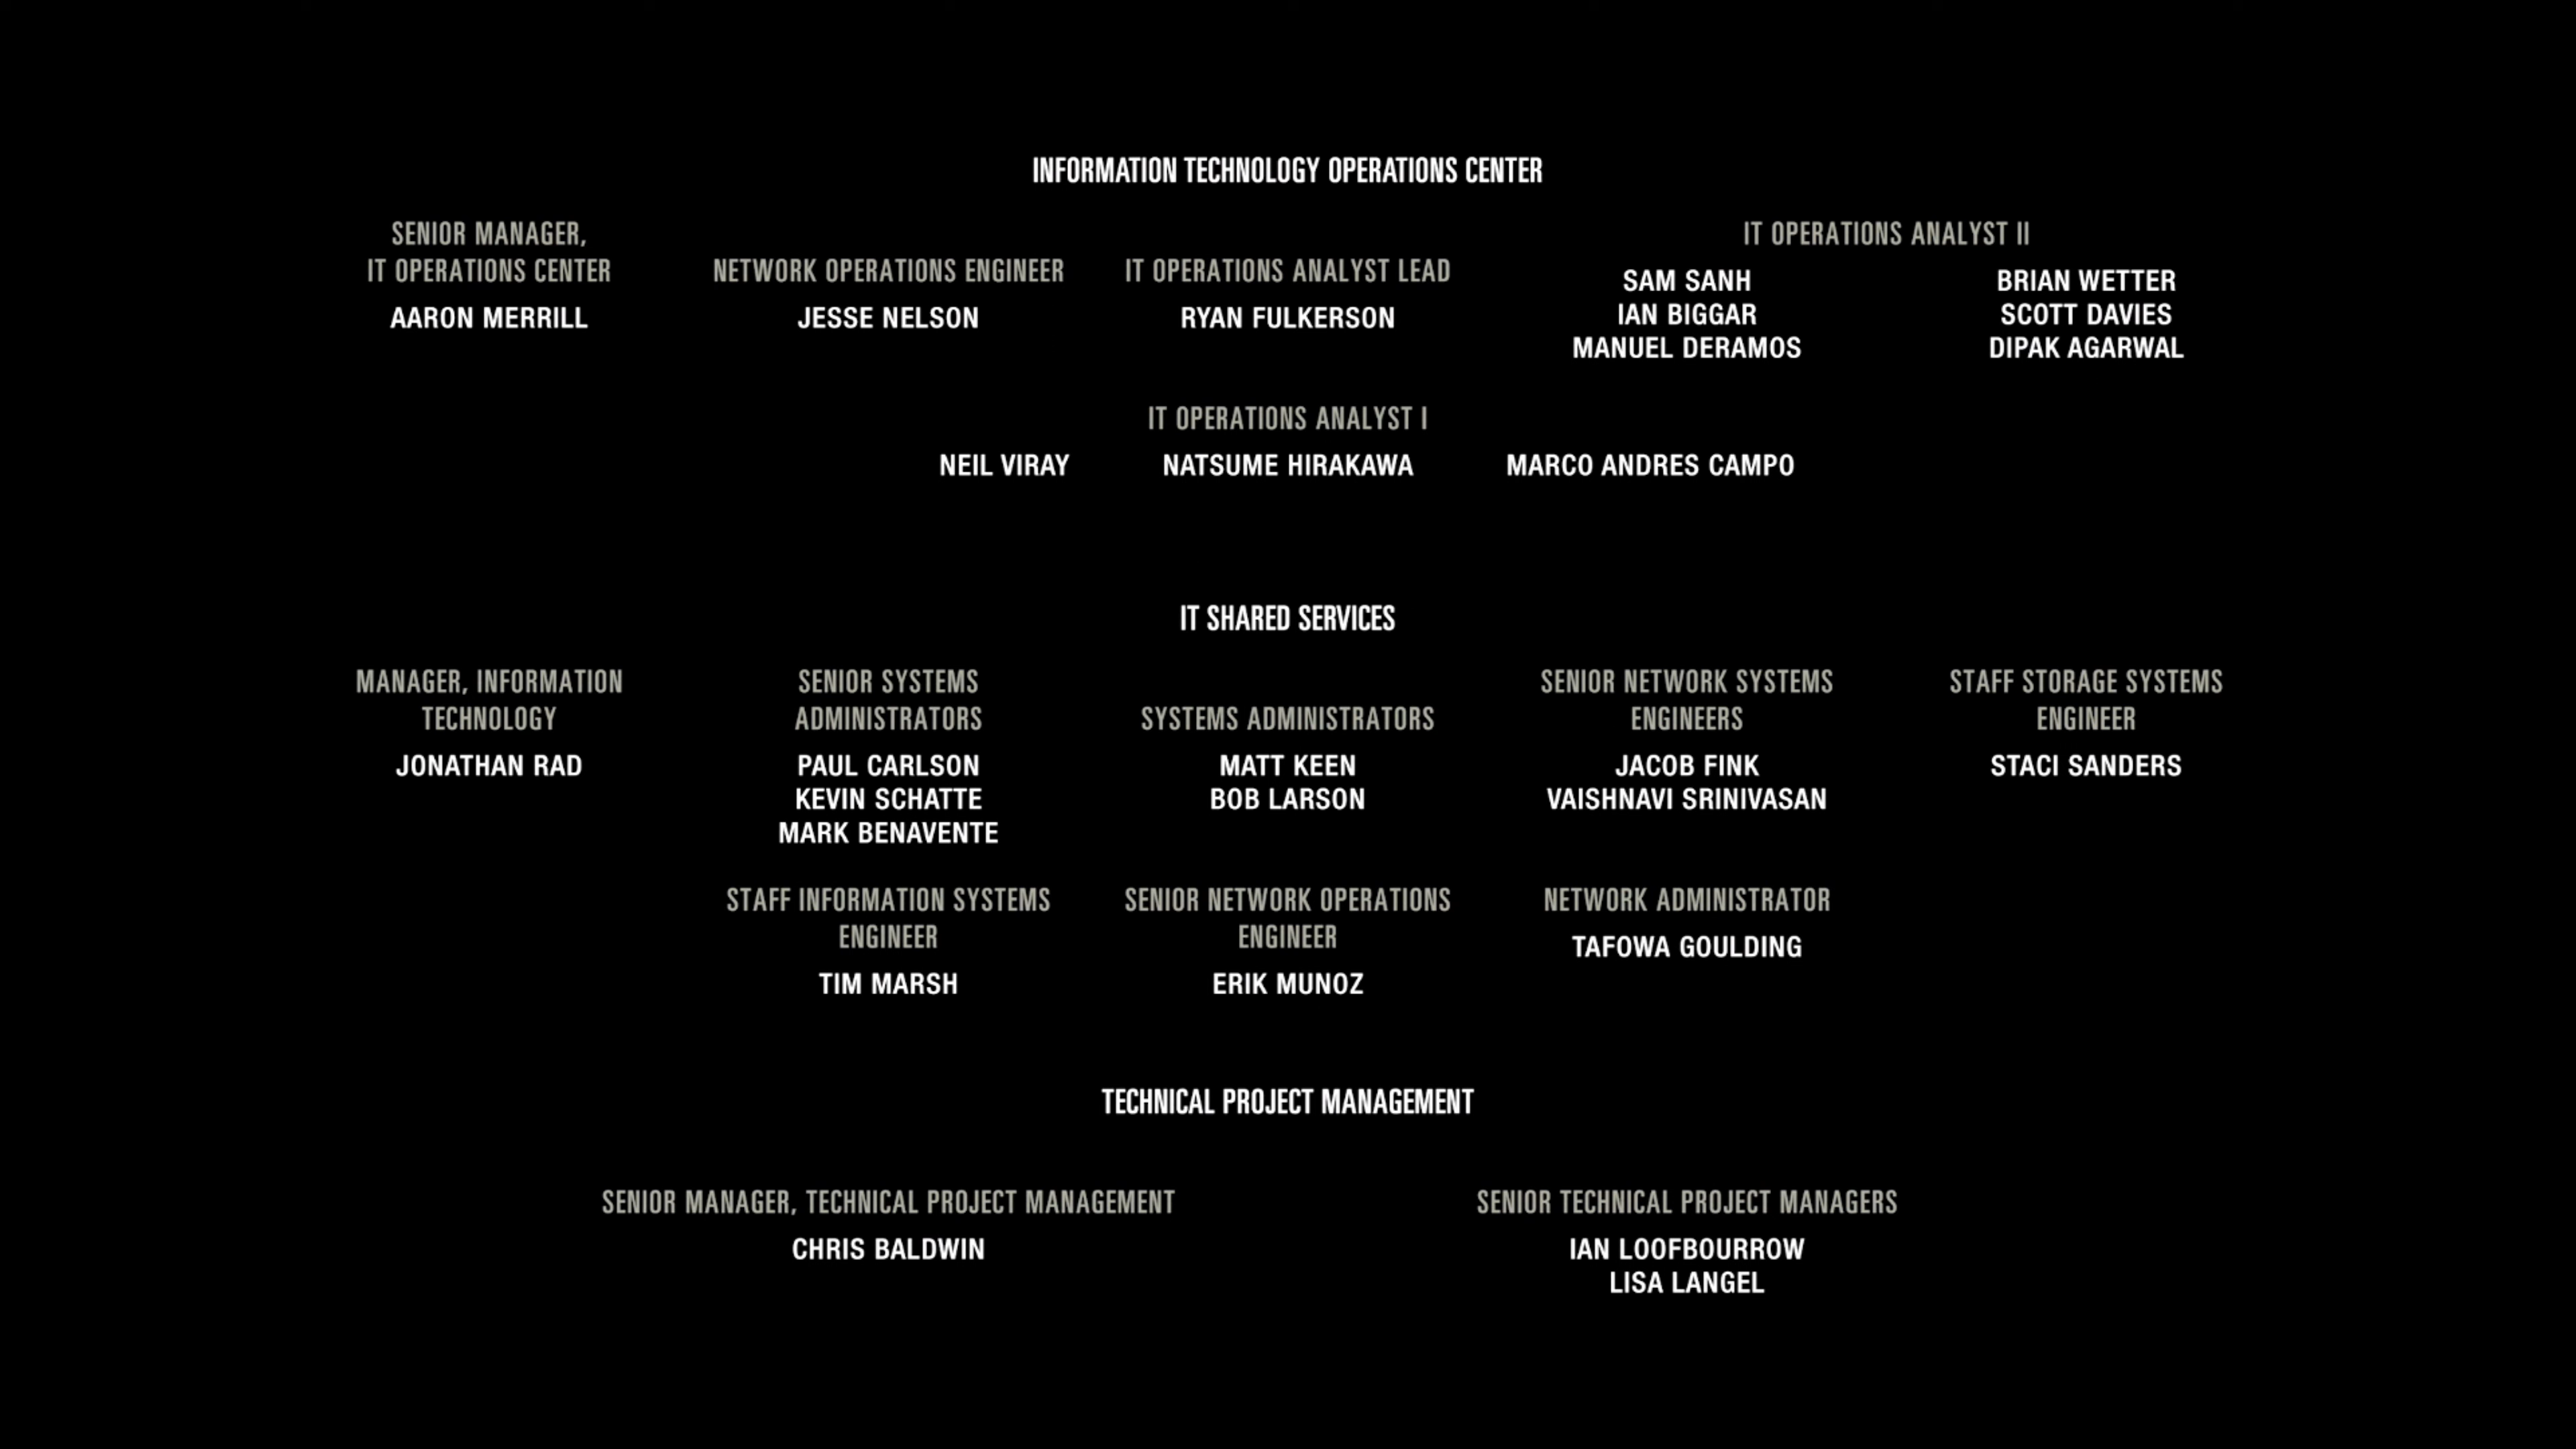 INFORMATION TECHNOLOGY OPERATIONS CENTER
SENIOR MANAGER,
IT OPERATIONS CENTER
AARON MERRILL
NETWORK OPERATIONS ENGINEER
JESSE NELSON
IT OPERATIONS ANALYST LEAD
RYAN FULKERSON
IT OPERATIONS ANALYST II
SAM SANH
IAN BIGGAR
MANUEL DERAMOS
BRIAN WETTER
SCOTT DAVIES
DIPAK AGARWAL
IT OPERATIONS ANALYST I
NEIL VIRAY
NATSUME HIRAKAWA
MARCO ANDRES CAMPO
IT SHARED SERVICES
MANAGER, INFORMATION
TECHNOLOGY
JONATHAN RAD
SENIOR SYSTEMS
ADMINISTRATORS
PAUL CARLSON
KEVIN SCHATTE
MARK BENAVENTE
SYSTEMS ADMINISTRATORS
MATT KEEN
BOB LARSON
SENIOR NETWORK SYSTEMS
ENGINEERS
JACOB FINK
VAISHNAVI SRINIVASAN
STAFF STORAGE SYSTEMS
ENGINEER
STACI SANDERS
STAFF INFORMATION SYSTEMS
ENGINEER
TIM MARSH
SENIOR NETWORK OPERATIONS
ENGINEER
ERIK MUNOZ
NETWORK ADMINISTRATOR
TAFOWA GOULDING
TECHNICAL PROJECT MANAGEMENT
SENIOR MANAGER, TECHNICAL PROJECT MANAGEMENT
CHRIS BALDWIN
SENIOR TECHNICAL PROJECT MANAGERS
IAN LOOFBOURROW
LISA LANGEL